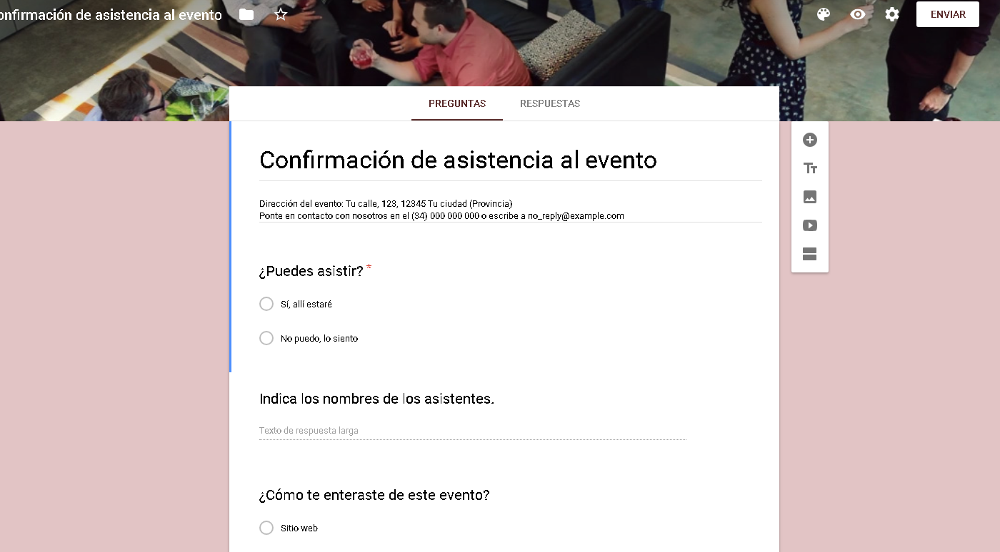 onfirmación de asistencia al evento
ENVIAR
PREGUNTAS
RESPUESTAS
Confirmación de asistencia al evento
Dirección del evento: Tu calle, 123, 12345 Tu ciudad (Provincia)
Ponte en contacto con nosotros en el (34) 000 000 000 o escribe a no_reply@example.com
¿Puedes asistir? *
Sí, allí estaré
No puedo, lo siento
Indica los nombres de los asistentes.
Texto de respuesta larga
¿Cómo te enteraste de este evento?
Sitio web